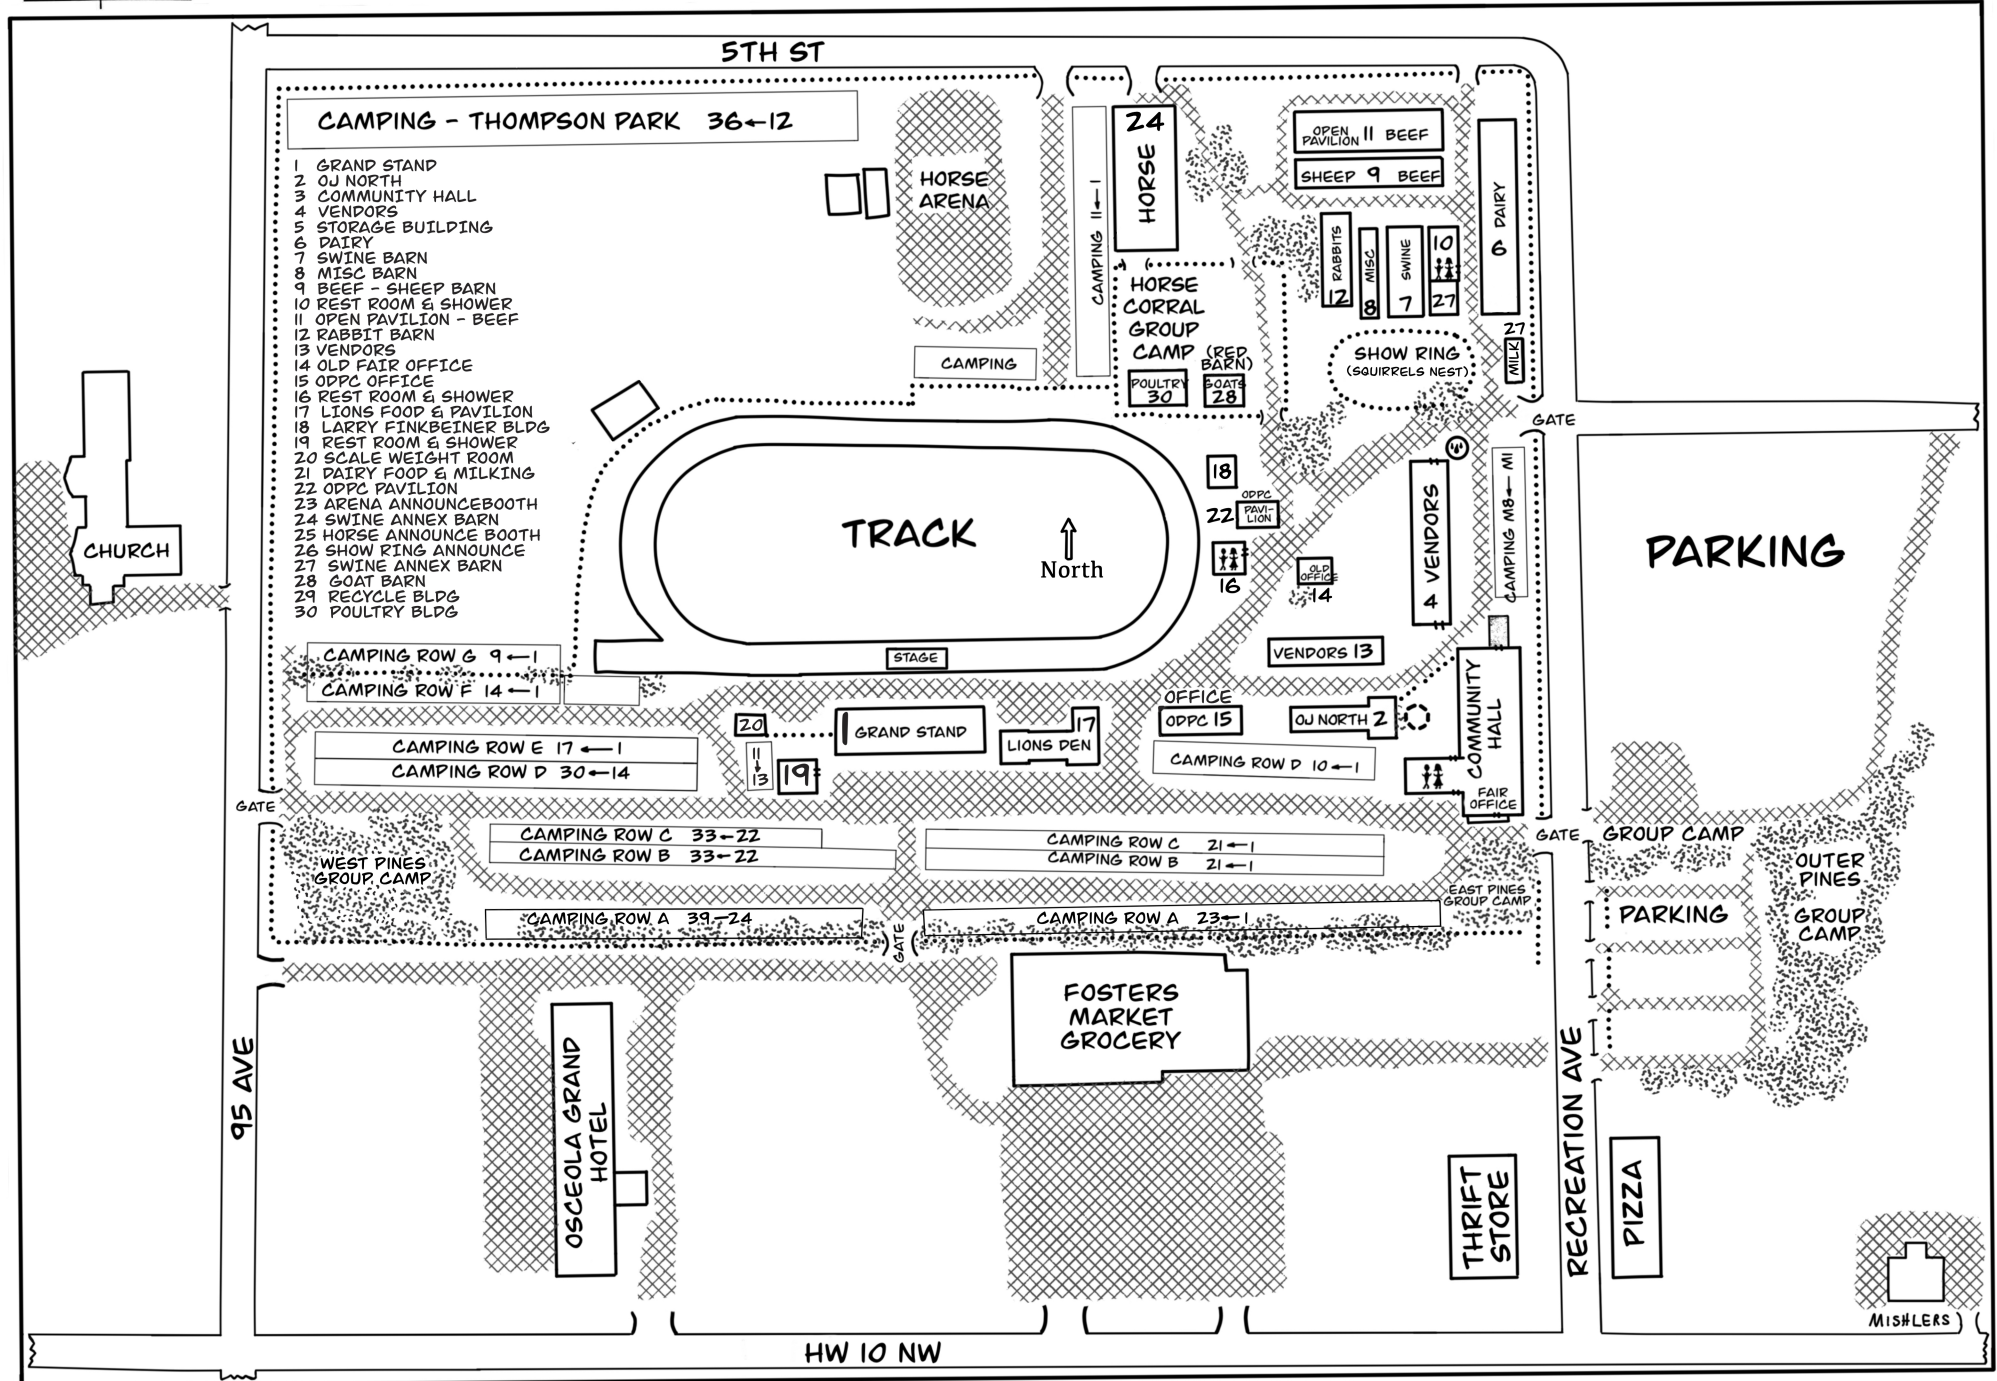 5TH ST
CAMPING - THOMPSON PARK 36←12
1 GRAND STAND
2 OJ NORTH
3 COMMUNITY HALL
4 VENDORS
5 STORAGE BUILDING
6 DAIRY
7 SWINE BARN
8 MISC BARN
9 BEEF - SHEEP BARN
10 REST ROOM & SHOWER
11 OPEN PAVILION - BEEF
12 RABBIT BARN
13 VENDORS
14 OLD FAIR OFFICE
15 ODPC OFFICE
16 REST ROOM & SHOWER
17 LIONS FOOD & PAVILION
18 LARRY FINKBEINER BLDG
19 REST ROOM & SHOWER
20 SCALE WEIGHT ROOM
21 DAIRY FOOD & MILKING
22 ODPC PAVILION
23 ARENA ANNOUNCEBOOTH
24 SWINE ANNEX BARN
25 HORSE ANNOUNCE BOOTH
26 SHOW RING ANNOUNCE
27 SWINE ANNEX BARN
28 GOAT BARN
29 RECYCLE BLDG
30 POULTRY BLDG
HORSE
ARENA
CAMPING 11←1
CAMPING
24
HORSE
HORSE
CORRAL
GROUP
CAMP
(RED
BARN)
POULTRY
30
GOATS
28
OPEN
PAVILION 11 BEEF
SHEEP 9 BEEF
6 DAIRY
RABBITS
12
MISC
8
SWINE
7
10
27
27
MILK
SHOW RING
(SQUIRRELS NEST)
GATE
CHURCH
TRACK
North
STAGE
18
ODPC
22
PAVI-
LION
16
OLD
OFFICE
14
4 VENDORS
CAMPING M8←M1
PARKING
VENDORS 13
CAMPING ROW G 9←1
CAMPING ROW F 14←1
CAMPING ROW E 17←1
CAMPING ROW D 30←14
20
11
↓
13
19
1
GRAND STAND
17
LIONS DEN
OFFICE
ODPC 15
OJ NORTH 2
CAMPING ROW D 10←1
COMMUNITY
HALL
FAIR
OFFICE
GATE
GATE
GROUP CAMP
WEST PINES
GROUP CAMP
CAMPING ROW C 33←22
CAMPING ROW B 33←22
CAMPING ROW C 21←1
CAMPING ROW B 21←1
EAST PINES
GROUP CAMP
OUTER
PINES
GROUP
CAMP
PARKING
CAMPING ROW A 39—24
CAMPING ROW A 23←1
GATE
FOSTERS
MARKET
GROCERY
OSCEOLA GRAND
HOTEL
95 AVE
RECREATION AVE
THRIFT
STORE
PIZZA
MISHLERS
HW 10 NW